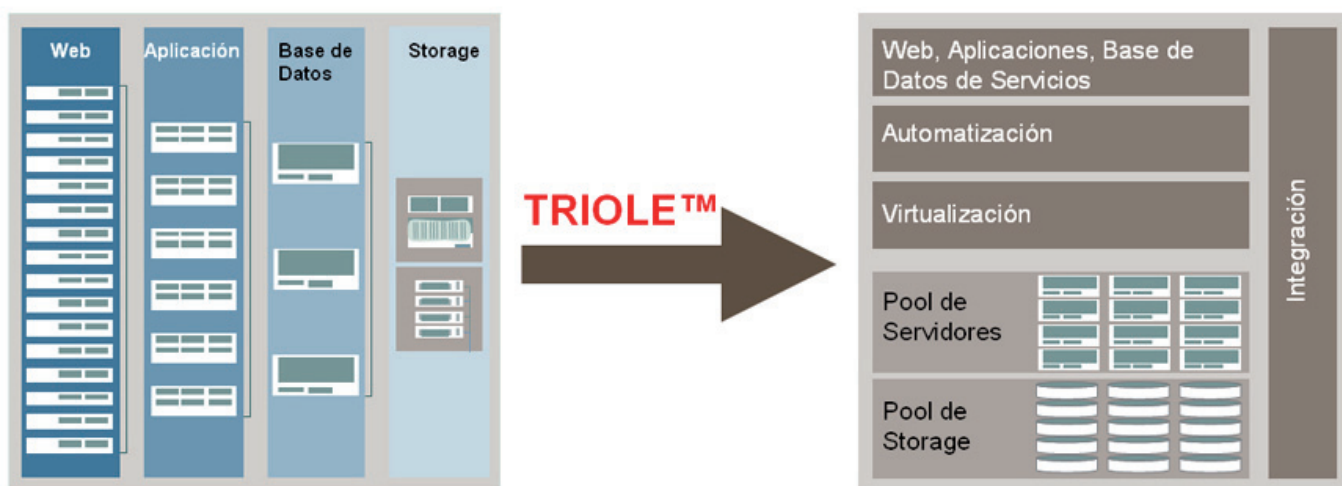 Web
Aplicación
Base de
Datos
Storage
TRIOLE™
Web, Aplicaciones, Base de
Datos de Servicios
Automatización
Virtualización
Pool de
Servidores
Pool de
Storage
Integración